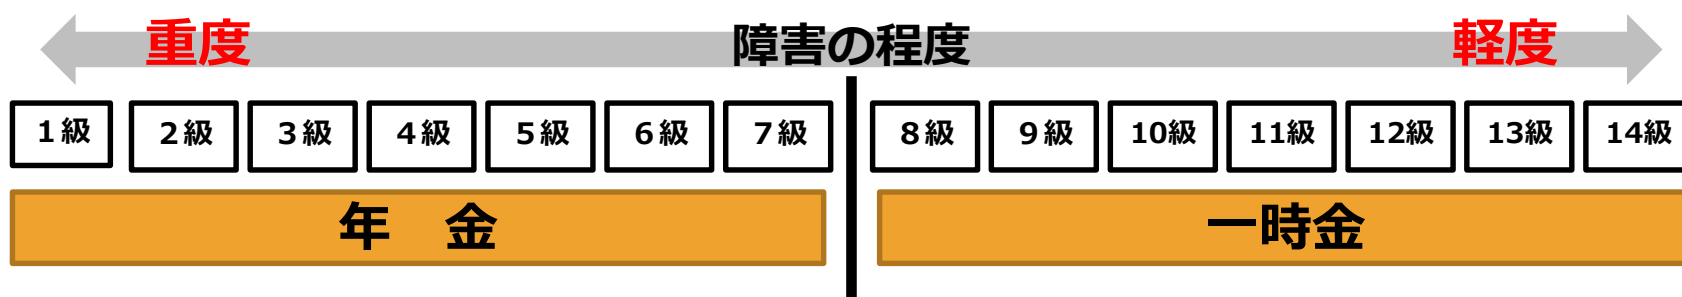 重度 障害の程度 軽度
１級 ２級 ３級 ４級 ５級 ６級 ７級 ８級 ９級 10級 11級 12級 13級 14級
年　金 一時金